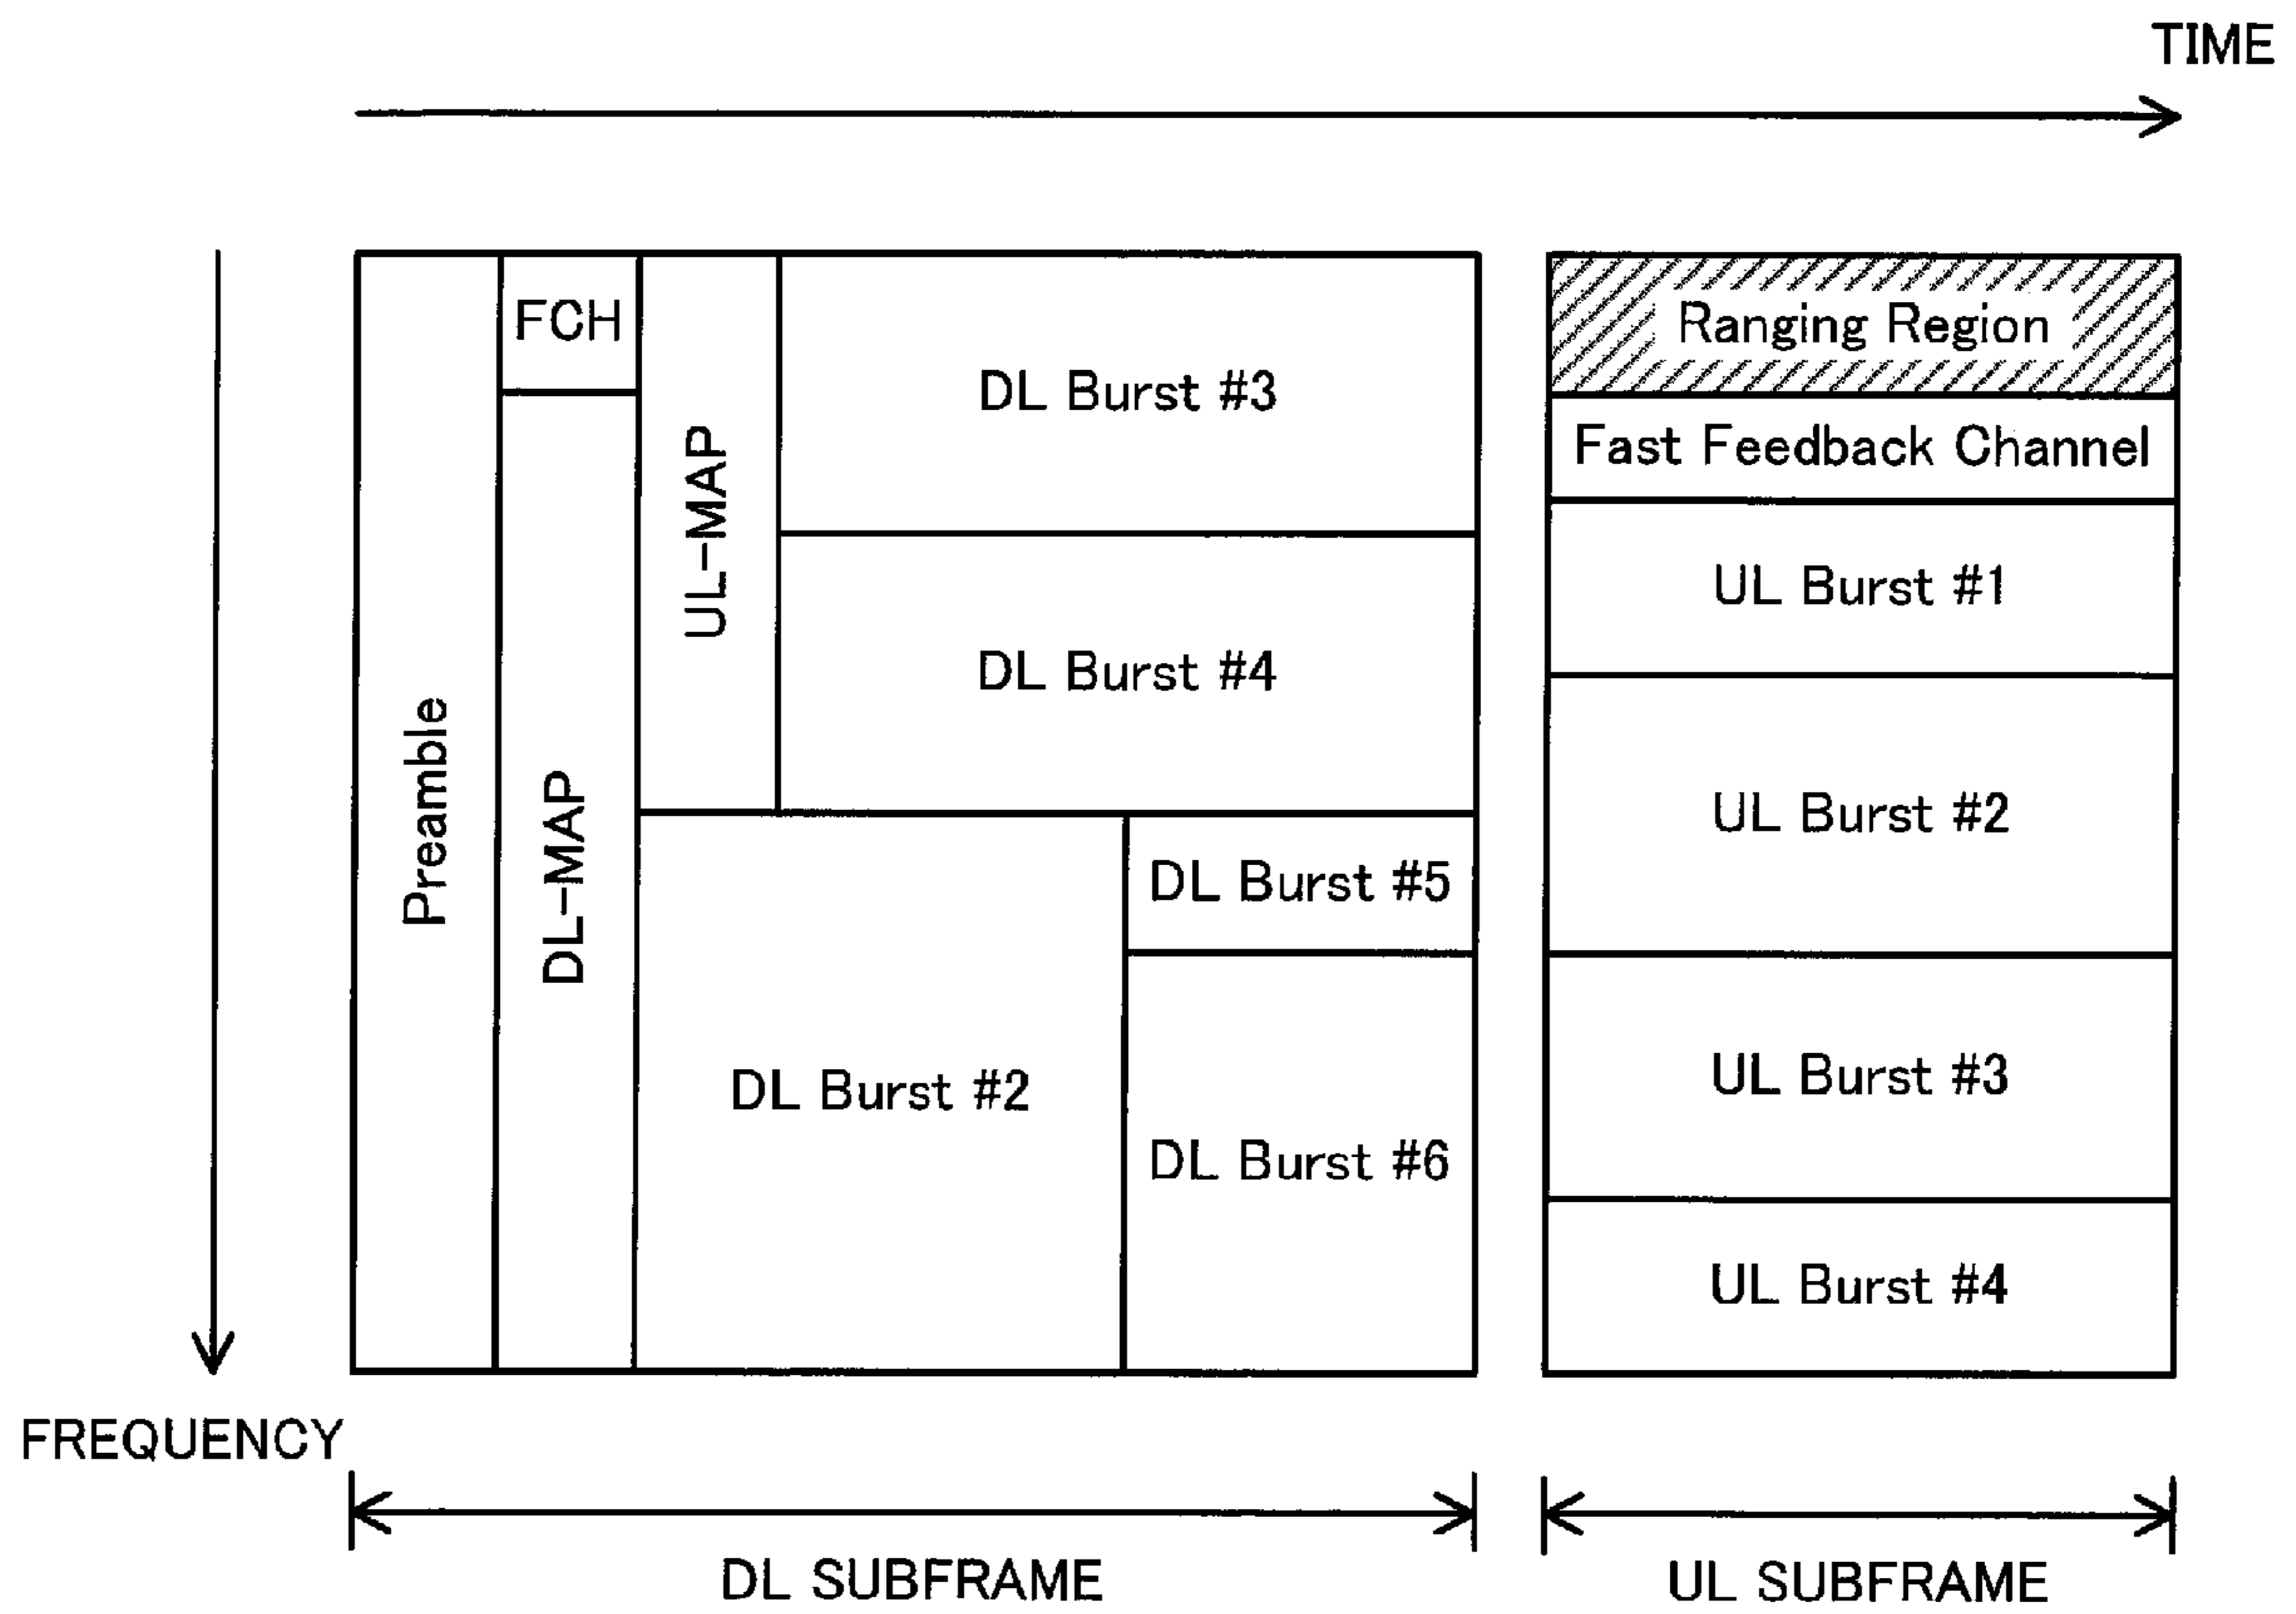 TIME
FCH
Ranging Region
DL Burst #3
Fast Feedback Channel
UL-MAP
UL Burst #1
DL Burst #4
Preamble
UL Burst #2
DL-MAP
DL Burst #5
UL Burst #3
DL Burst #2
DL Burst #6
UL Burst #4
FREQUENCY
DL SUBFRAME
UL SUBFRAME